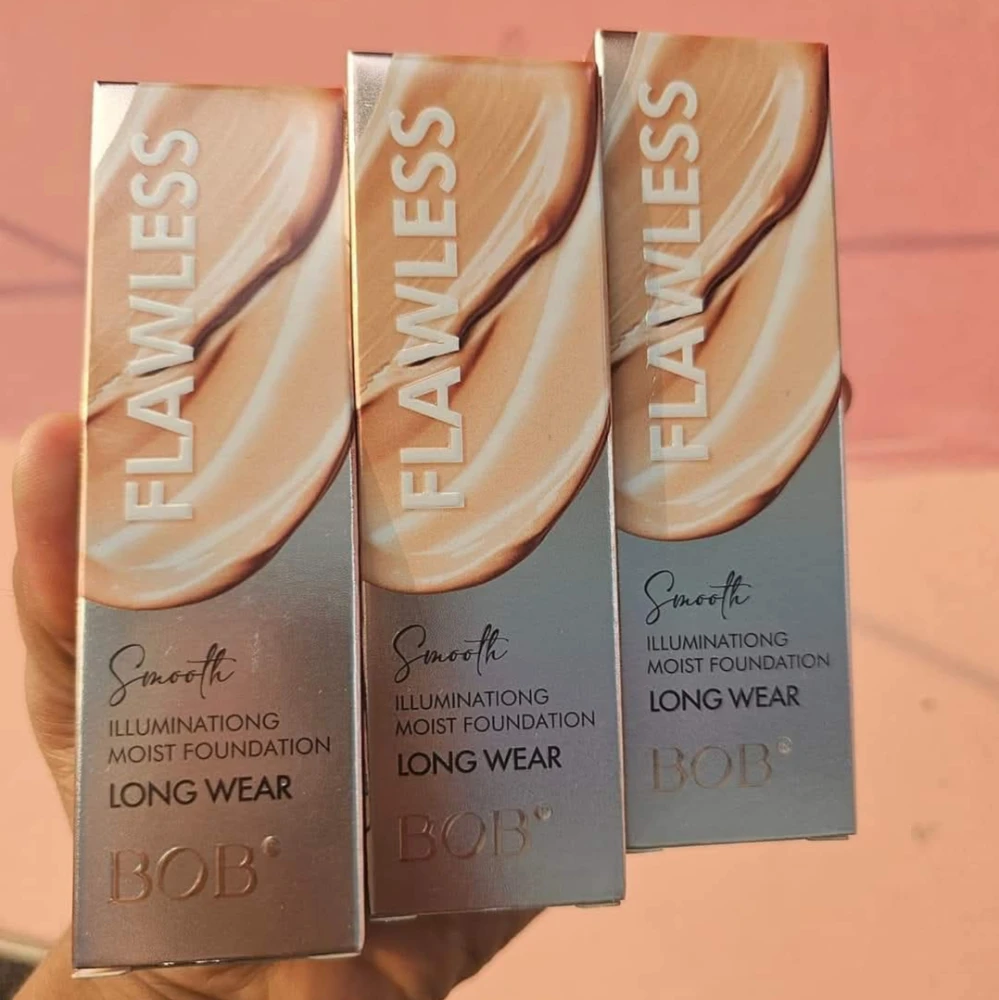 FLAWLESS
Smooth
ILLUMINATIONG
MOIST FOUNDATION
LONG WEAR
BOB®
FLAWLESS
Smooth
ILLUMINATIONG
MOIST FOUNDATION
LONG WEAR
BOB®
FLAWLESS
Smooth
ILLUMINATIONG
MOIST FOUNDATION
LONG WEAR
BOB®